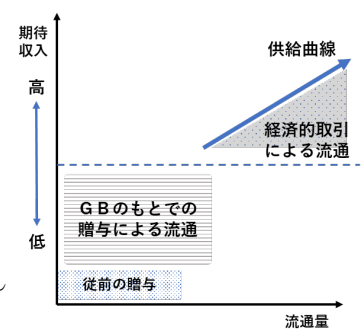 期待
収入
高
低
供給曲線
経済的取引
による流通
ＧＢのもとでの
贈与による流通
従前の贈与
流通量